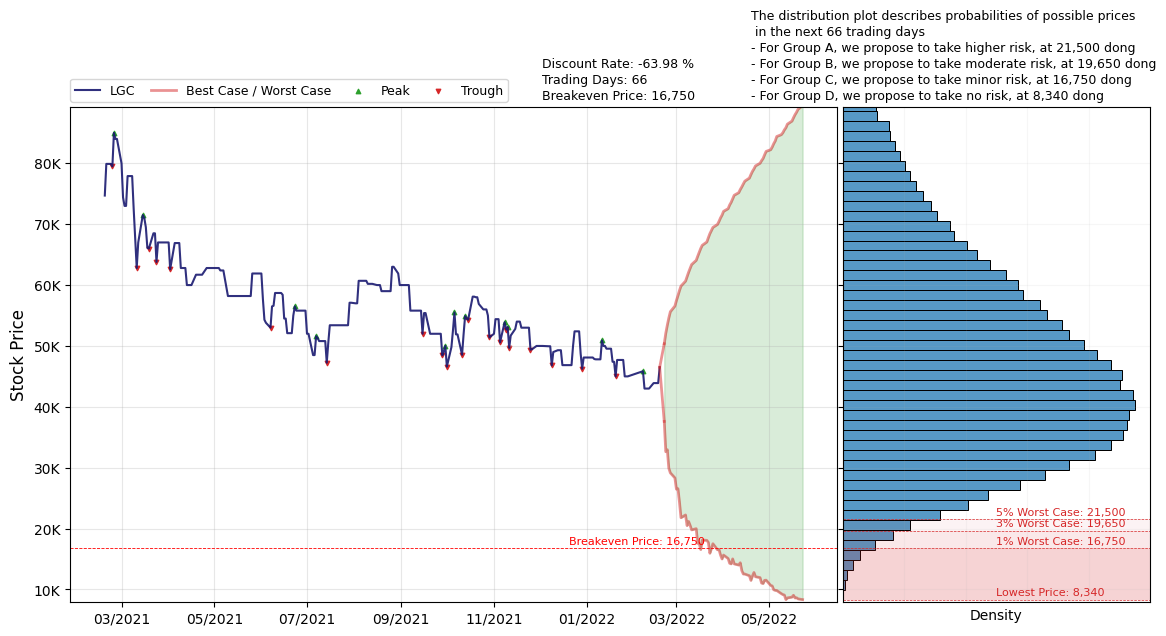 The distribution plot describes probabilities of possible prices
in the next 66 trading days
- For Group A, we propose to take higher risk, at 21,500 dong
- For Group B, we propose to take moderate risk, at 19,650 dong
- For Group C, we propose to take minor risk, at 16,750 dong
- For Group D, we propose to take no risk, at 8,340 dong
Discount Rate: -63.98 %
Trading Days: 66
Breakeven Price: 16,750
LGC
Best Case / Worst Case
Peak
Trough
Stock Price
80K
70K
60K
50K
40K
30K
20K
10K
Breakeven Price: 16,750
03/2021
05/2021
07/2021
09/2021
11/2021
01/2022
03/2022
05/2022
5% Worst Case: 21,500
3% Worst Case: 19,650
1% Worst Case: 16,750
Lowest Price: 8,340
Density